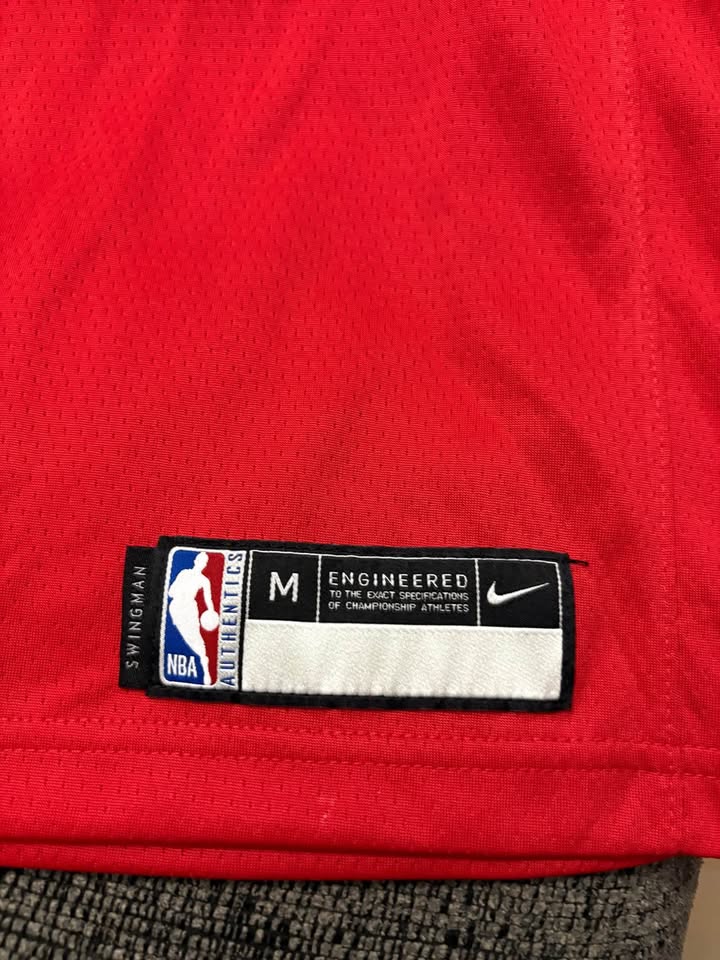 SWINGMAN
NBA
AUTHENTICS
M
ENGINEERED
TO THE EXACT SPECIFICATIONS
OF CHAMPIONSHIP ATHLETES